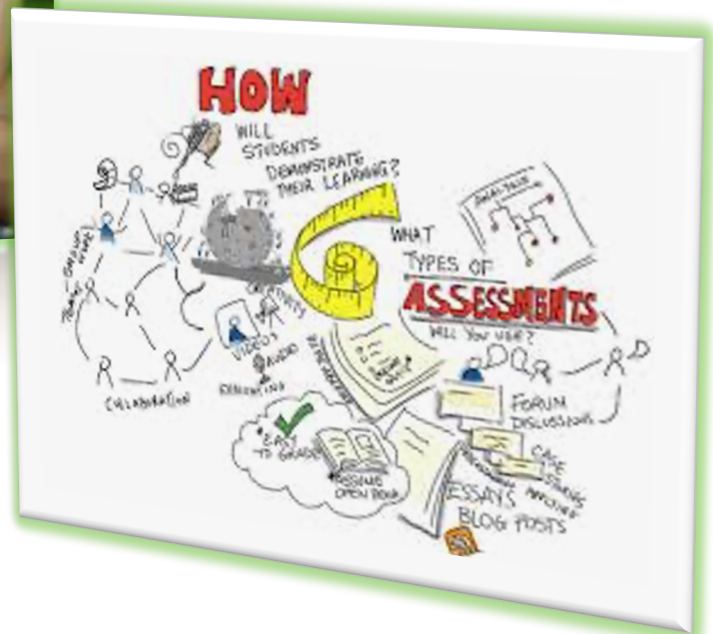 HOW
WILL
STUDENTS
DEMONSTRATE
THEIR LEARNING?
WHAT
TYPES OF
ASSESSMENTS
WILL YOU USE?
ANALYSIS
COLLABORATION
VIDEOS
AUDIO
FORUM
DISCUSSIONS
CASE
STUDIES
EASY
TO GRADE
ASSUME
OPEN BOOK
ESSAYS
BLOG POSTS